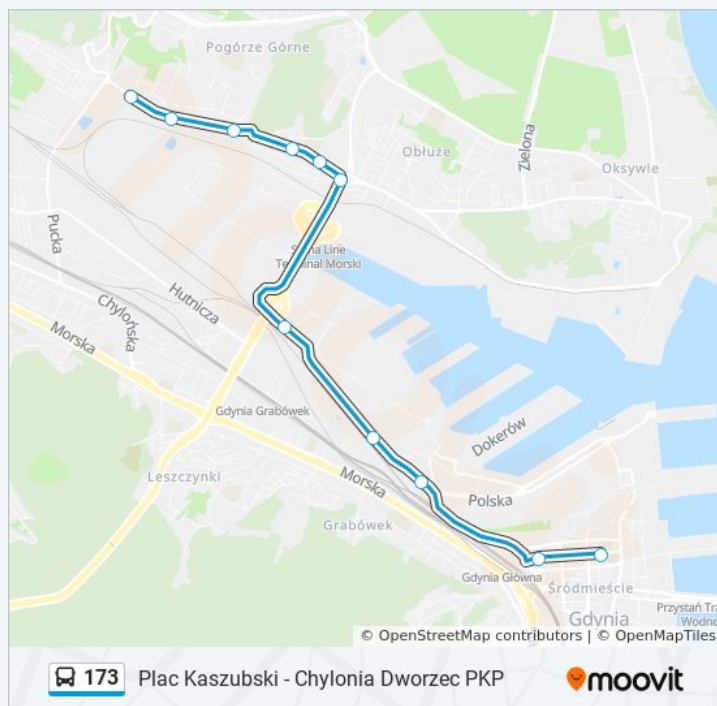 Pogórze Górne
Obłuże
Zielona
Oksywie
Pucka
Stena Line
Terminal Morski
Hutnicza
Chylońska
Morska
Gdynia Grabówek
Dokerów
Leszczynki
Morska
Polska
Grabówek
Gdynia Główna
Śródmieście
Przystań Tra
Wodne
Gdynia
© OpenStreetMap contributors | © OpenMapTiles
173 Plac Kaszubski - Chylonia Dworzec PKP
moovit